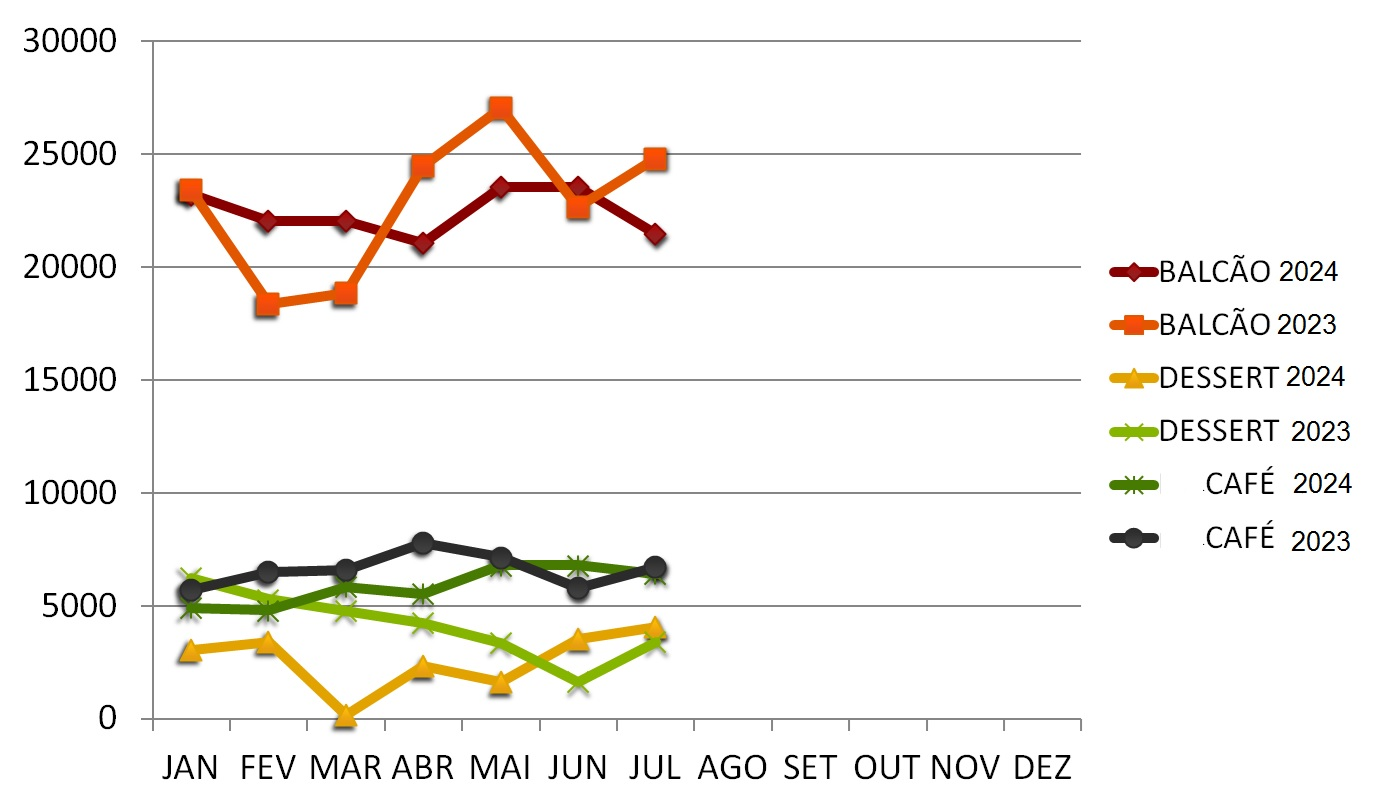 30000
25000
20000
15000
10000
5000
0
JAN FEV MAR ABR MAI JUN JUL AGO SET OUT NOV DEZ
BALCÃO 2024
BALCÃO 2023
DESSERT 2024
DESSERT 2023
CAFÉ 2024
CAFÉ 2023